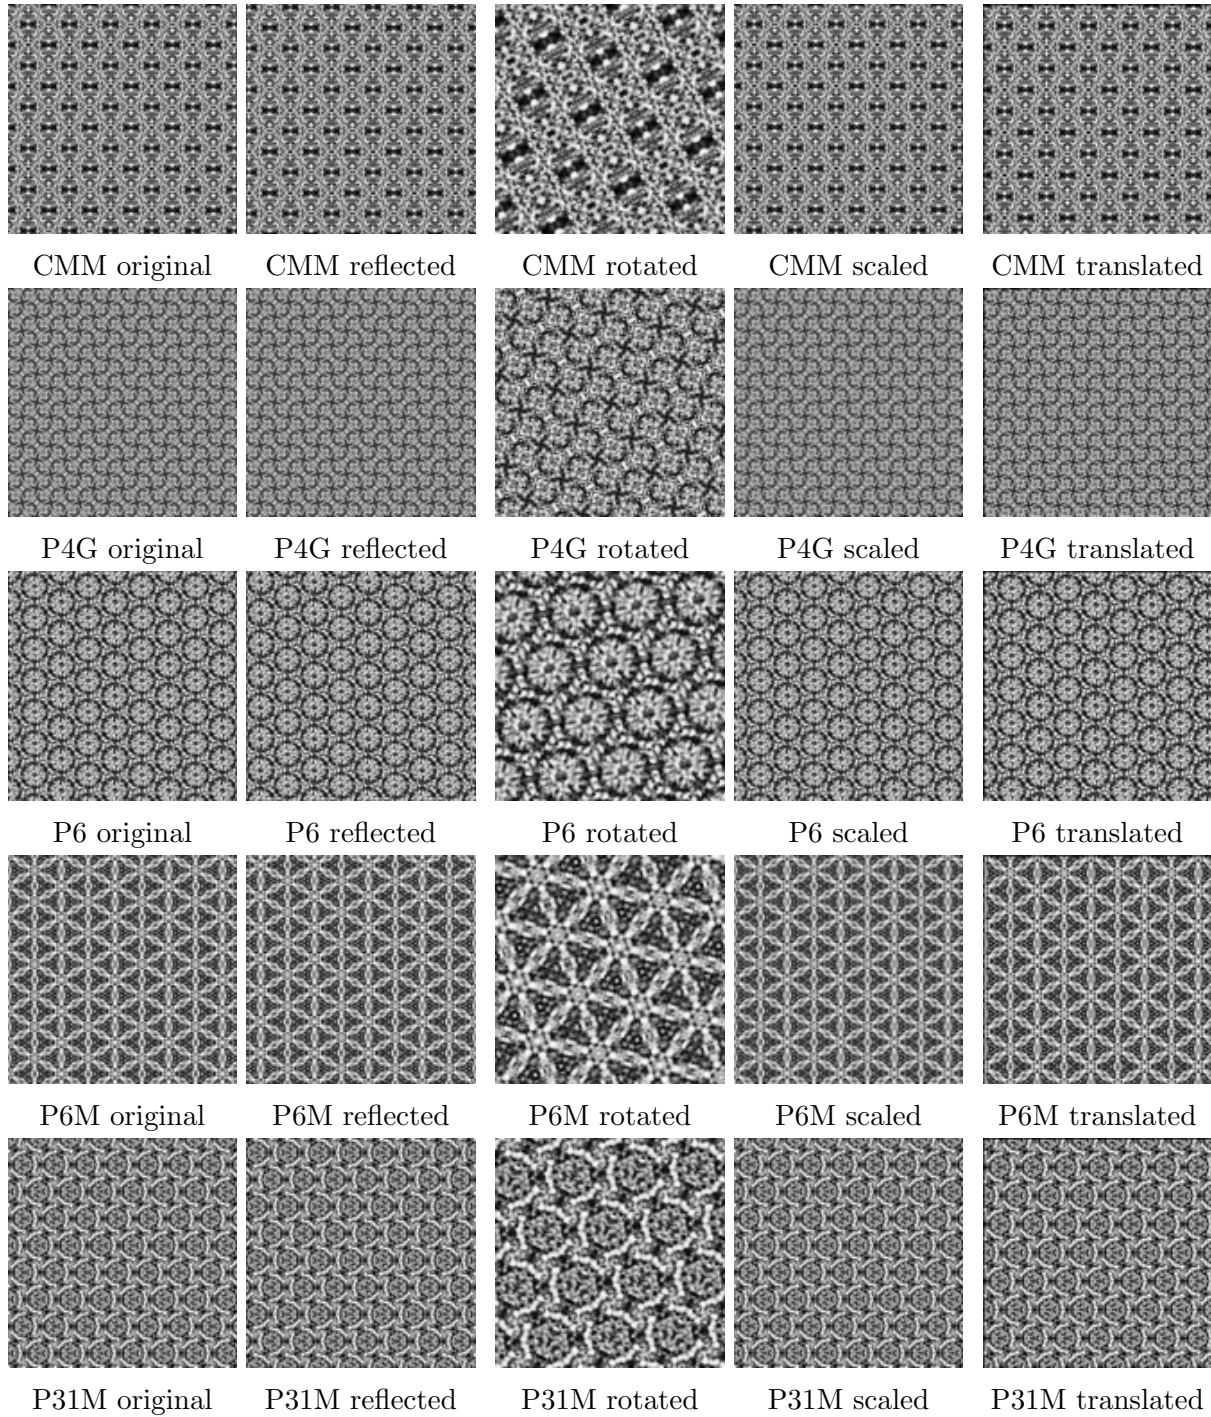 CMM original CMM reflected CMM rotated CMM scaled CMM translated
P4G original P4G reflected P4G rotated P4G scaled P4G translated
P6 original P6 reflected P6 rotated P6 scaled P6 translated
P6M original P6M reflected P6M rotated P6M scaled P6M translated
P31M original P31M reflected P31M rotated P31M scaled P31M translated